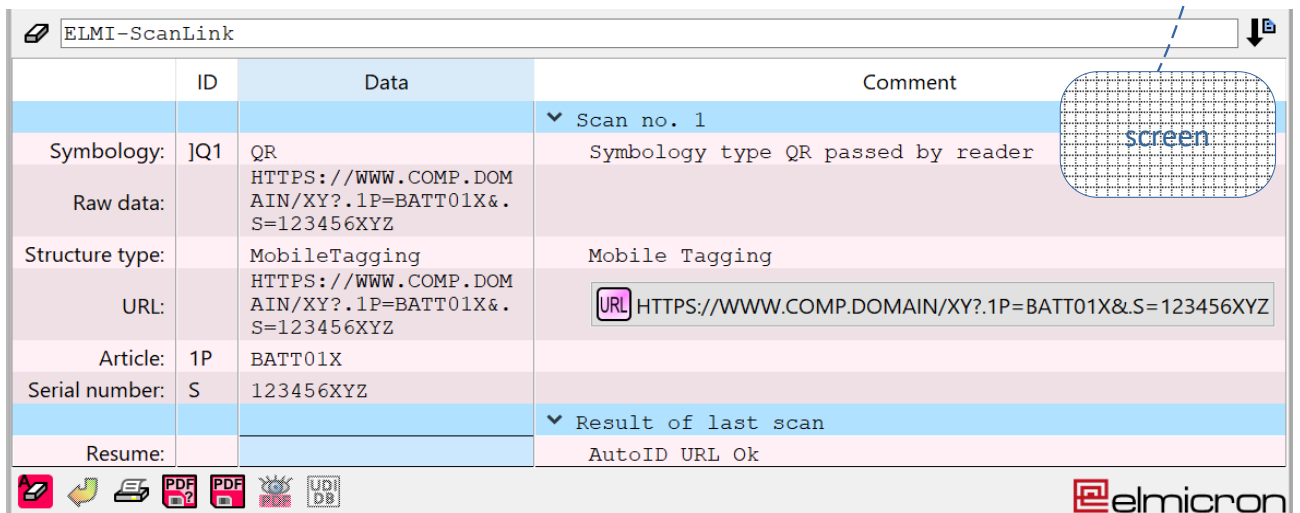 ELMI-ScanLink
ID Data Comment
Scan no. 1
screen
Symbology: ]Q1 QR Symbology type QR passed by reader
Raw data: HTTPS://WWW.COMP.DOM
AIN/XY?.1P=BATT01X&.
S=123456XYZ
Structure type: MobileTagging Mobile Tagging
URL: HTTPS://WWW.COMP.DOM
AIN/XY?.1P=BATT01X&.
S=123456XYZ
URL HTTPS://WWW.COMP.DOMAIN/XY?.1P=BATT01X&.S=123456XYZ
Article: 1P BATT01X
Serial number: S 123456XYZ
Result of last scan
Resume: AutoID URL Ok
A PDF ? PDF PDF UDI DB
elmicron